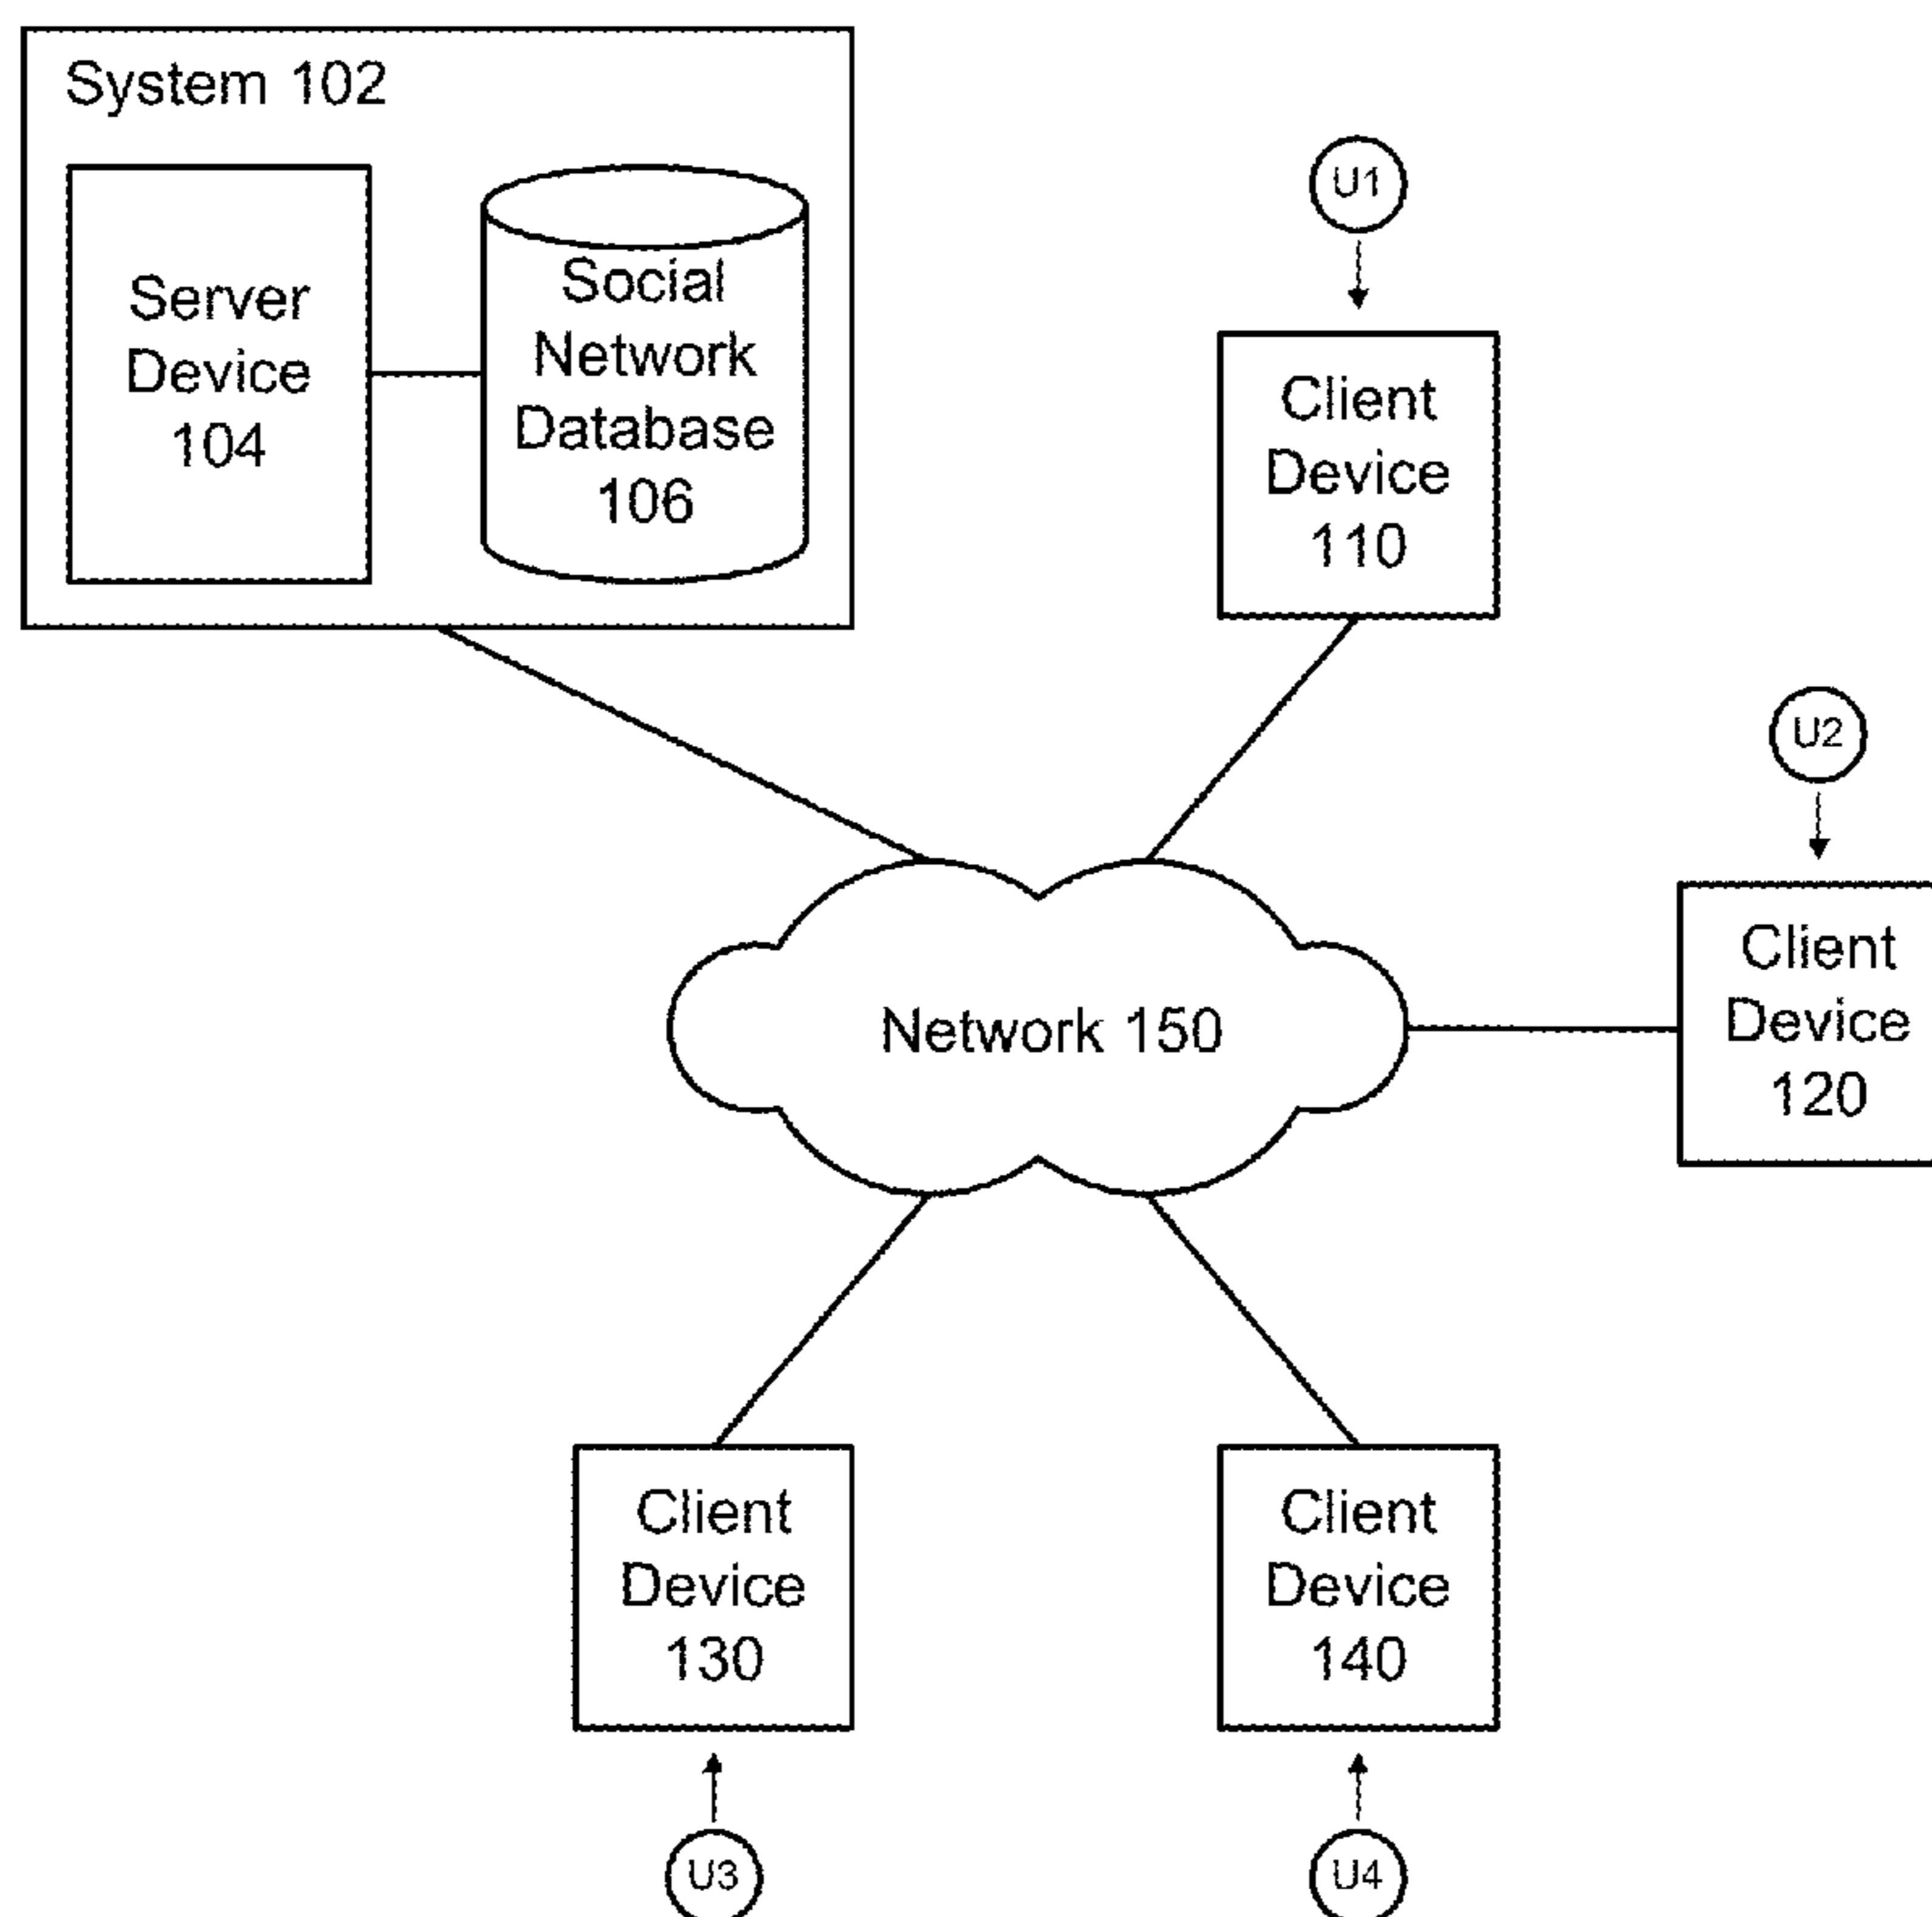 System 102
Server
Device
104
Social
Network
Database
106
U1
Client
Device
110
U2
Client
Device
120
Network 150
Client
Device
130
Client
Device
140
U3
U4